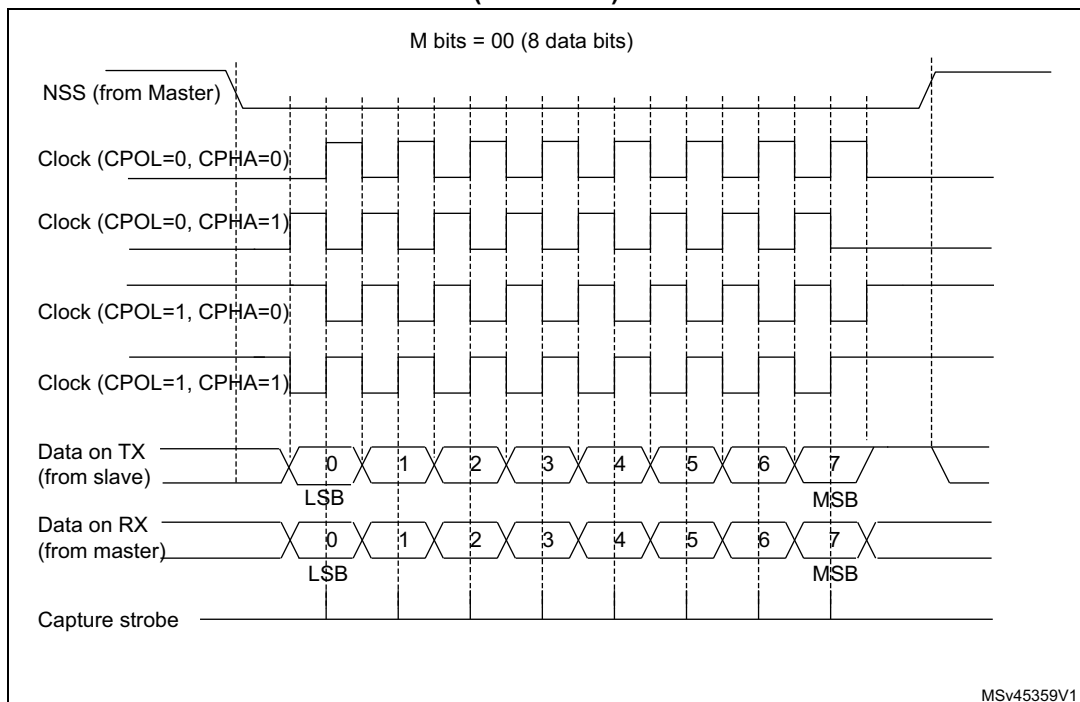 M bits = 00 (8 data bits)
NSS (from Master)
Clock (CPOL=0, CPHA=0)
Clock (CPOL=0, CPHA=1)
Clock (CPOL=1, CPHA=0)
Clock (CPOL=1, CPHA=1)
Data on TX
(from slave)
0 1 2 3 4 5 6 7
LSB MSB
Data on RX
(from master)
0 1 2 3 4 5 6 7
LSB MSB
Capture strobe
MSv45359V1